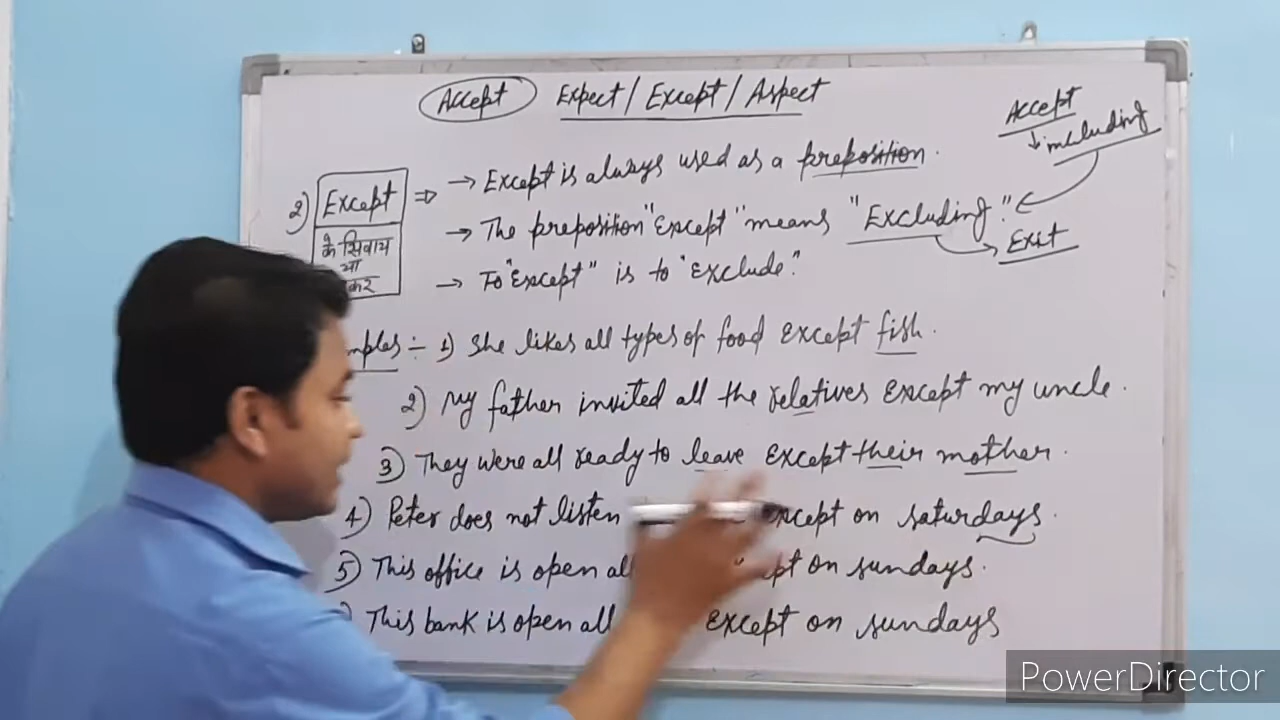 Accept Expect / Except / Aspect
Accept
↓ including
2) Except ⇒ → Except is always used as a preposition.
→ The preposition "Except" means "Excluding".
Exit
के सिवाय
या
→ To "Except" is to "Exclude."
1) She likes all types of food except fish.
2) My father invited all the relatives except my uncle.
3) They were all ready to leave except their mother.
4) Peter does not listen except on saturdays.
5) This office is open all on sundays.
This bank is open all except on sundays
PowerDirector